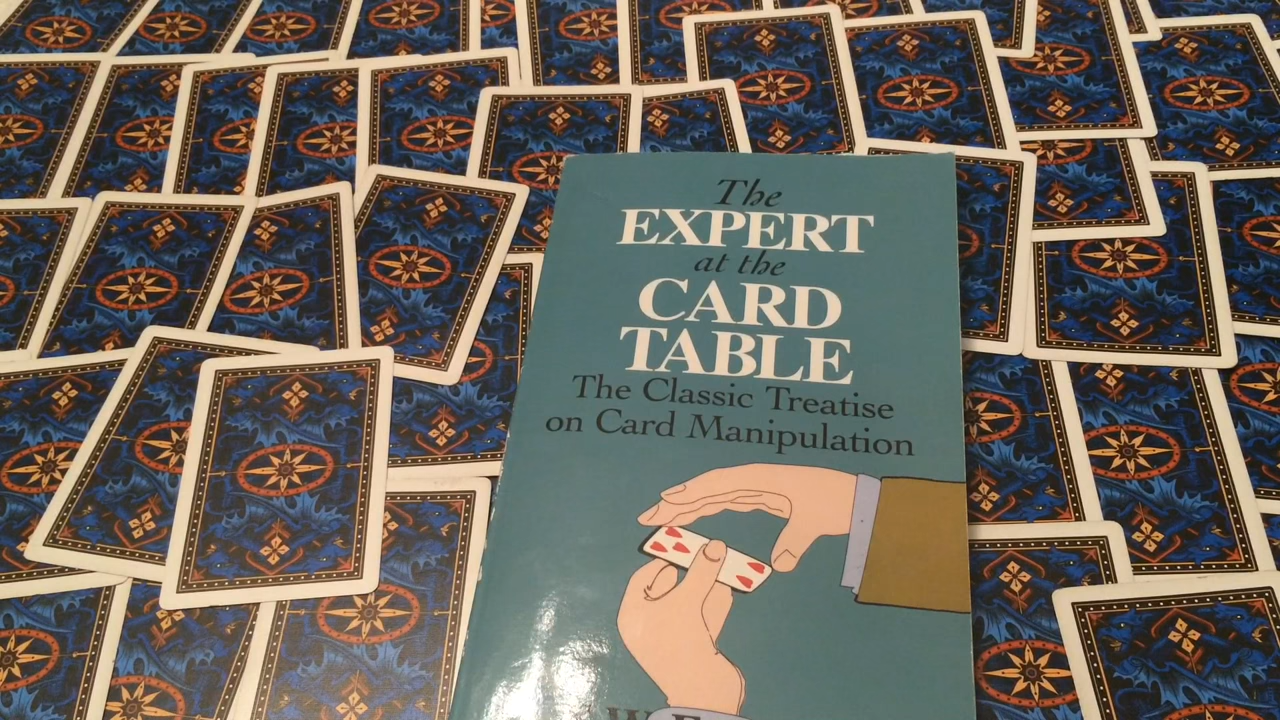 The
EXPERT
at the
CARD
TABLE
The Classic Treatise
on Card Manipulation